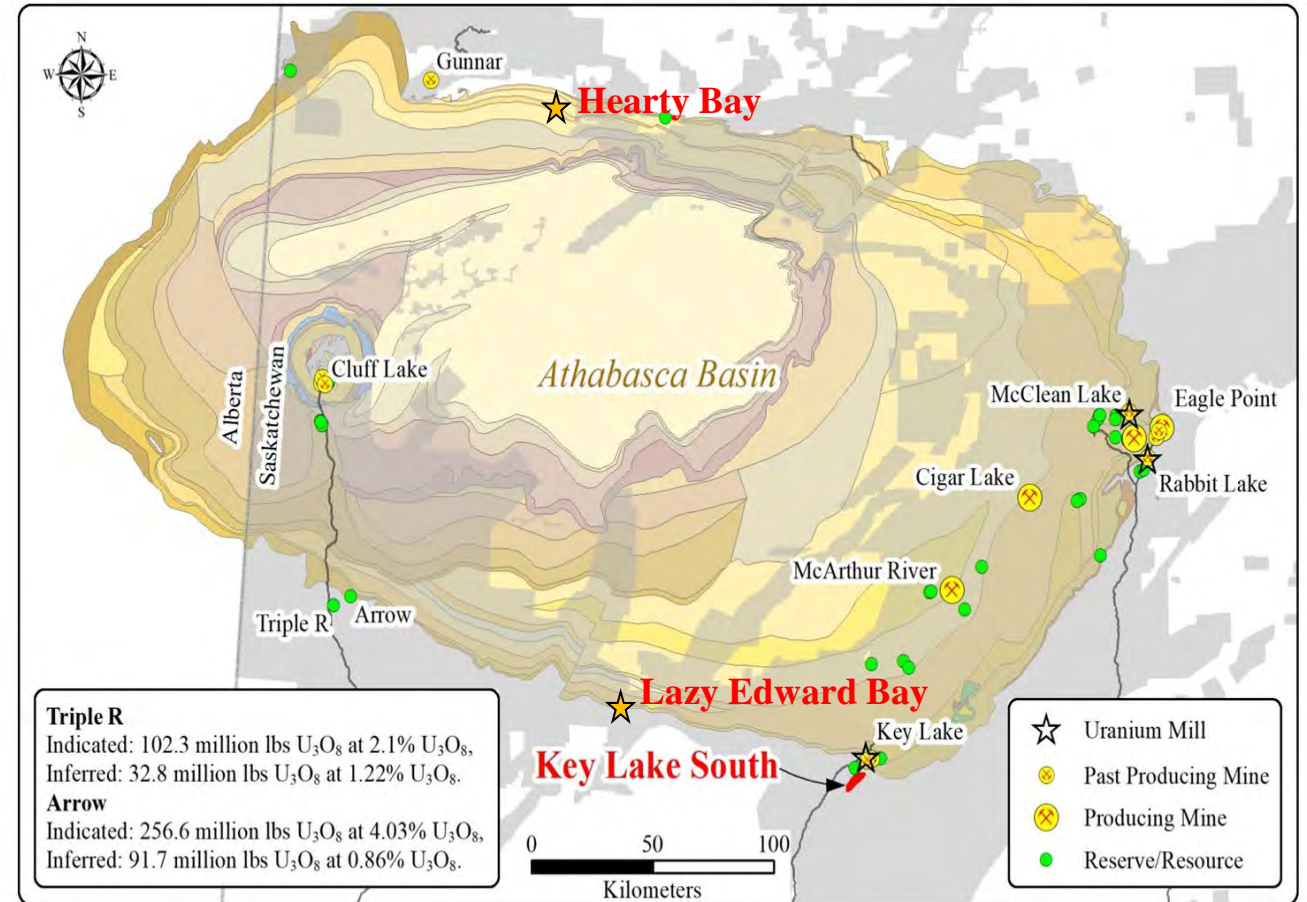 N
W
E
S
Gunnar
Hearty Bay
Alberta
Saskatchewan
Cluff Lake
Athabasca Basin
McClean Lake
Eagle Point
Cigar Lake
Rabbit Lake
McArthur River
Triple R
Arrow
Lazy Edward Bay
Key Lake
Key Lake South
0 50 100
Kilometers
Triple R
Indicated: 102.3 million lbs U₃O₈ at 2.1% U₃O₈,
Inferred: 32.8 million lbs U₃O₈ at 1.22% U₃O₈.
Arrow
Indicated: 256.6 million lbs U₃O₈ at 4.03% U₃O₈,
Inferred: 91.7 million lbs U₃O₈ at 0.86% U₃O₈.
Uranium Mill
Past Producing Mine
Producing Mine
Reserve/Resource